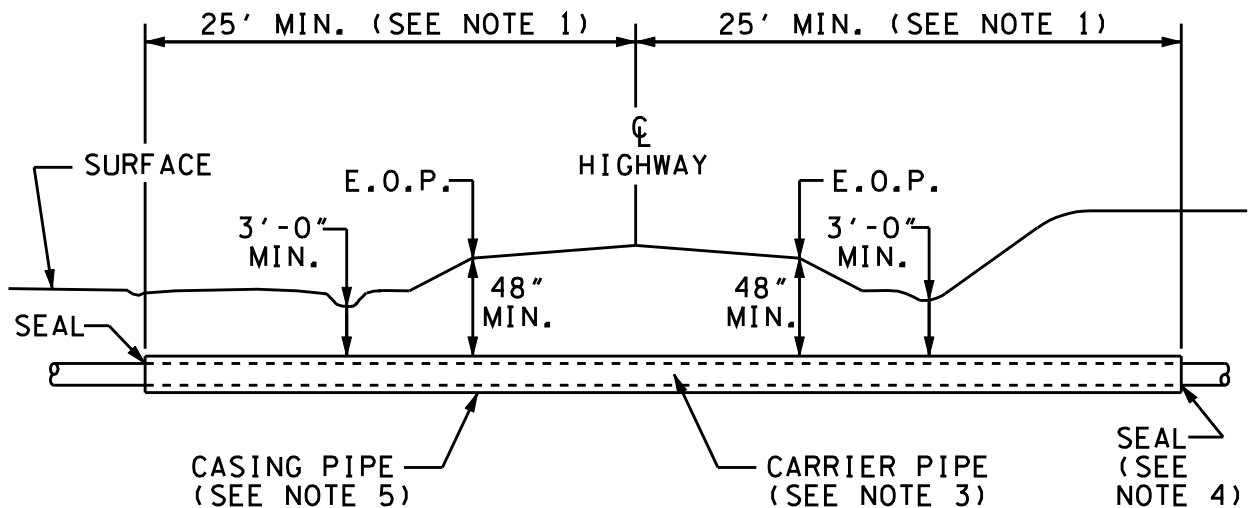 25' MIN. (SEE NOTE 1)
25' MIN. (SEE NOTE 1)
℄
HIGHWAY
SURFACE
E.O.P.
E.O.P.
3'-0"
MIN.
3'-0"
MIN.
48"
MIN.
48"
MIN.
SEAL
CASING PIPE
(SEE NOTE 5)
CARRIER PIPE
(SEE NOTE 3)
SEAL
(SEE
NOTE 4)